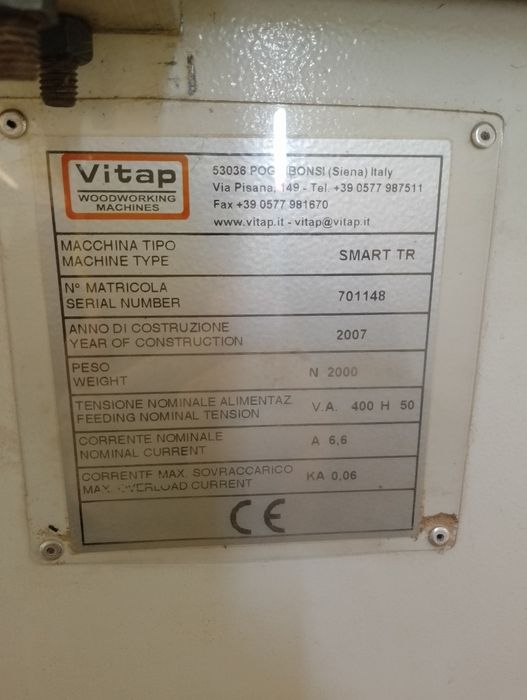 Vitap
WOODWORKING
MACHINES
53036 POGGIBONSI (Siena) Italy
Via Pisana, 149 - Tel. +39 0577 987511
Fax +39 0577 981670
www.vitap.it - vitap@vitap.it
MACCHINA TIPO
MACHINE TYPE
SMART TR
N° MATRICOLA
SERIAL NUMBER
701148
ANNO DI COSTRUZIONE
YEAR OF CONSTRUCTION
2007
PESO
WEIGHT
N 2000
TENSIONE NOMINALE ALIMENTAZ
FEEDING NOMINAL TENSION
V.A. 400 H 50
CORRENTE NOMINALE
NOMINAL CURRENT
A 6,6
CORRENTE MAX. SOVRACCARICO
MAX. OVERLOAD CURRENT
KA 0,06
CE